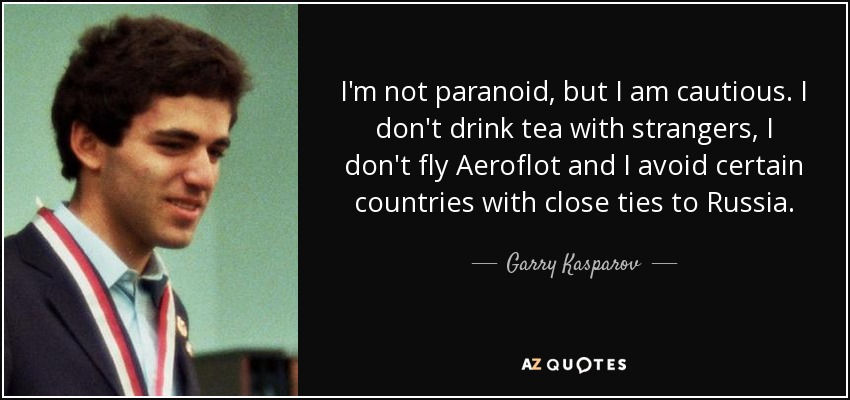 I'm not paranoid, but I am cautious. I
don't drink tea with strangers, I
don't fly Aeroflot and I avoid certain
countries with close ties to Russia.
Garry Kasparov
AZ QUOTES